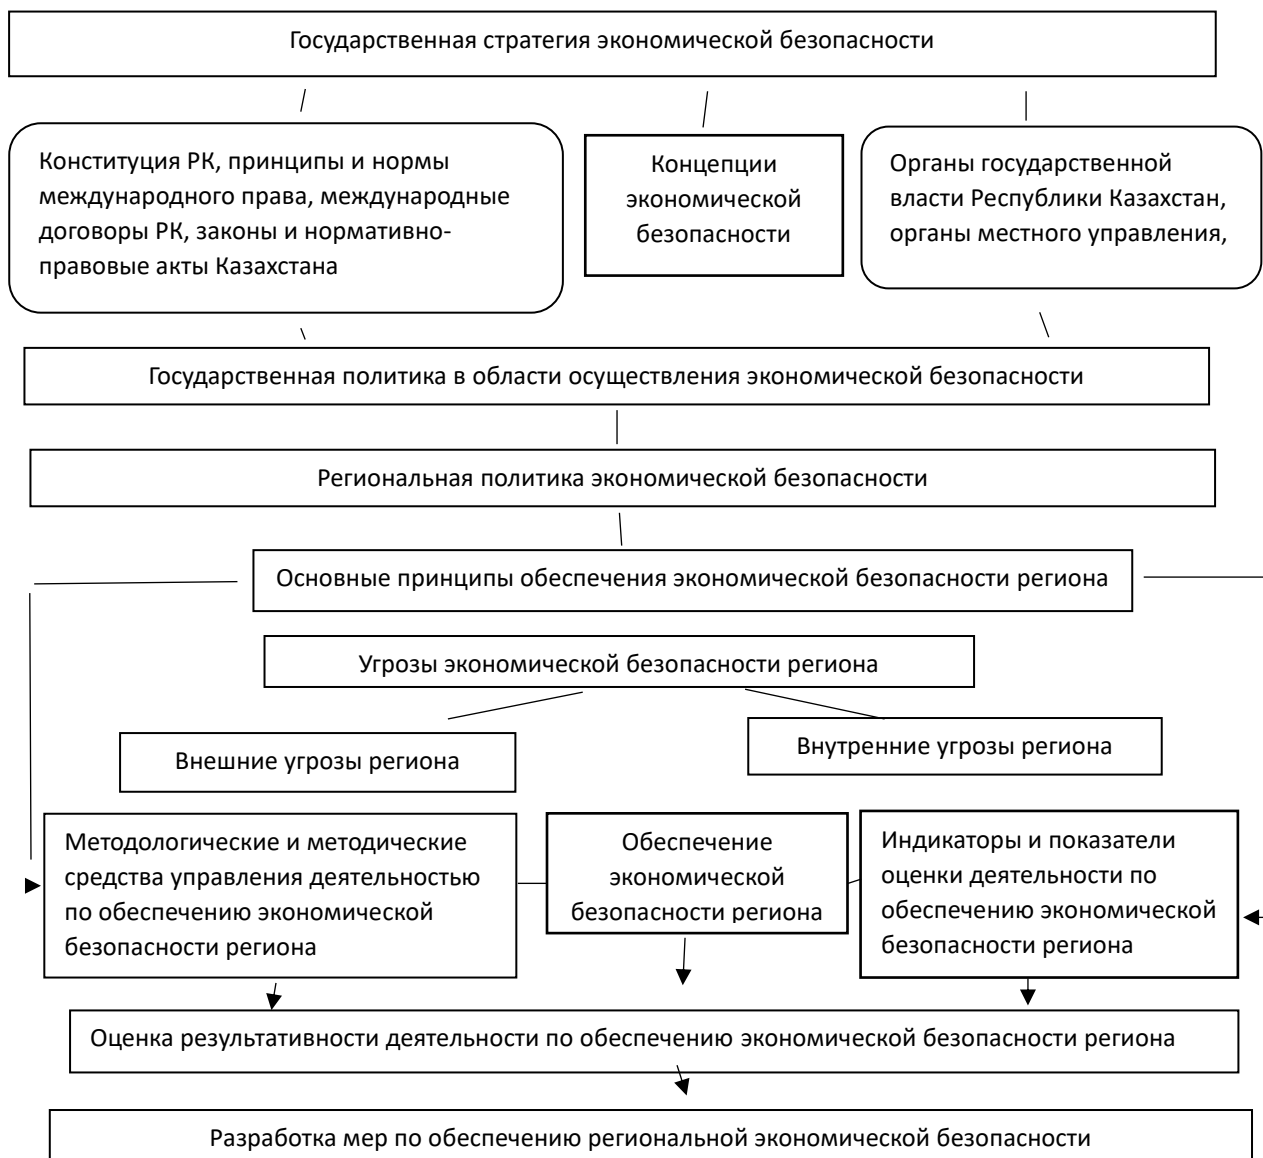 Государственная стратегия экономической безопасности
Конституция РК, принципы и нормы
международного права, международные
договоры РК, законы и нормативно-
правовые акты Казахстана
Концепции
экономической
безопасности
Органы государственной
власти Республики Казахстан,
органы местного управления,
Государственная политика в области осуществления экономической безопасности
Региональная политика экономической безопасности
Основные принципы обеспечения экономической безопасности региона
Угрозы экономической безопасности региона
Внешние угрозы региона
Внутренние угрозы региона
Методологические и методические
средства управления деятельностью
по обеспечению экономической
безопасности региона
Обеспечение
экономической
безопасности региона
Индикаторы и показатели
оценки деятельности по
обеспечению экономической
безопасности региона
Оценка результативности деятельности по обеспечению экономической безопасности региона
Разработка мер по обеспечению региональной экономической безопасности